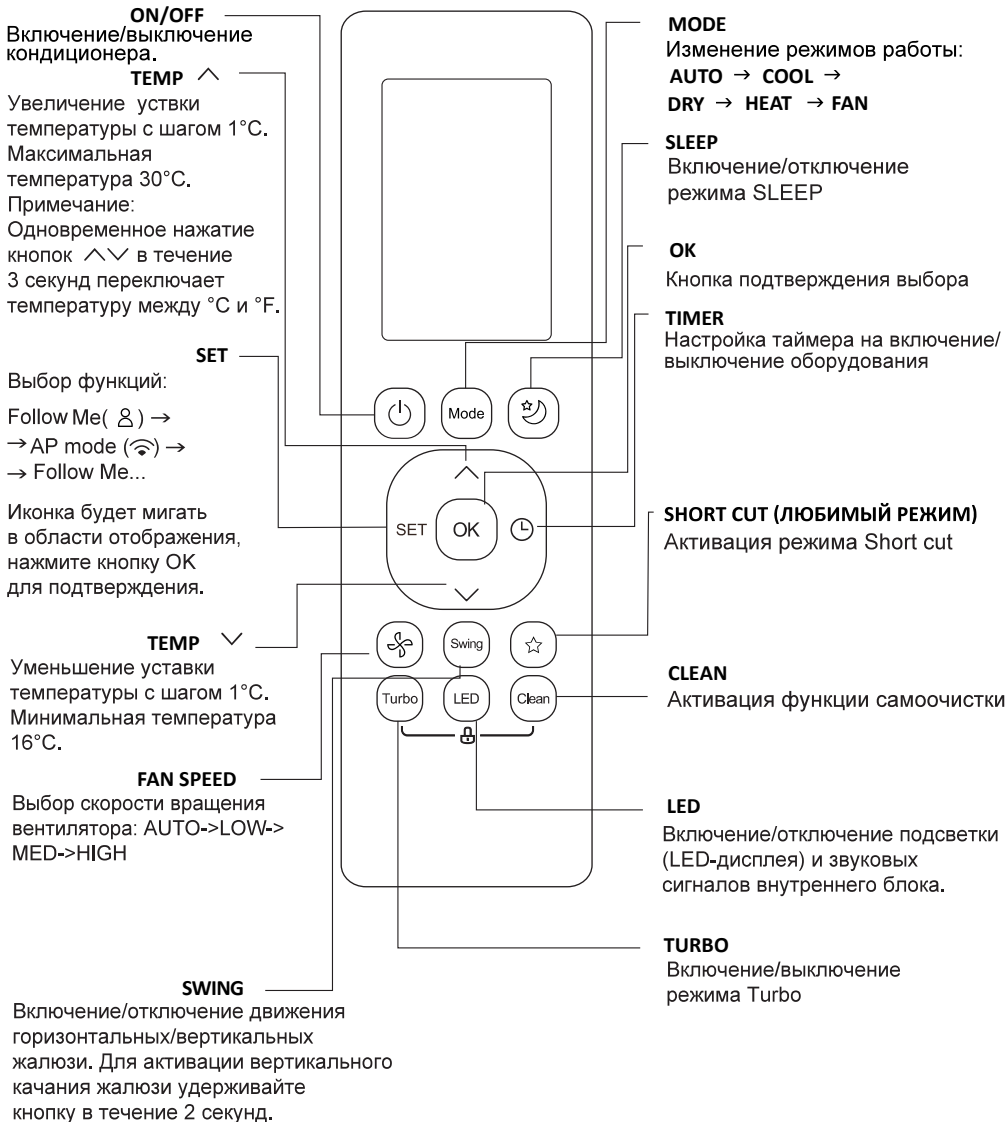 ON/OFF
Включение/выключение
кондиционера.
TEMP ︿
Увеличение уствки
температуры с шагом 1°C.
Максимальная
температура 30°C.
Примечание:
Одновременное нажатие
кнопок ︿﹀ в течение
3 секунд переключает
температуру между °C и °F.
SET
Выбор функций:
Follow Me( ) →
→ AP mode () →
→ Follow Me...
Иконка будет мигать
в области отображения,
нажмите кнопку OK
для подтверждения.
TEMP ﹀
Уменьшение уставки
температуры с шагом 1°C.
Минимальная температура
16°C.
FAN SPEED
Выбор скорости вращения
вентилятора: AUTO->LOW->
MED->HIGH
SWING
Включение/отключение движения
горизонтальных/вертикальных
жалюзи. Для активации вертикального
качания жалюзи удерживайте
кнопку в течение 2 секунд.
Mode
SET
OK
Swing
Turbo
LED
Clean
MODE
Изменение режимов работы:
AUTO → COOL →
DRY → HEAT → FAN
SLEEP
Включение/отключение
режима SLEEP
OK
Кнопка подтверждения выбора
TIMER
Настройка таймера на включение/
выключение оборудования
SHORT CUT (ЛЮБИМЫЙ РЕЖИМ)
Активация режима Short cut
CLEAN
Активация функции самоочистки
LED
Включение/отключение подсветки
(LED-дисплея) и звуковых
сигналов внутреннего блока.
TURBO
Включение/выключение
режима Turbo